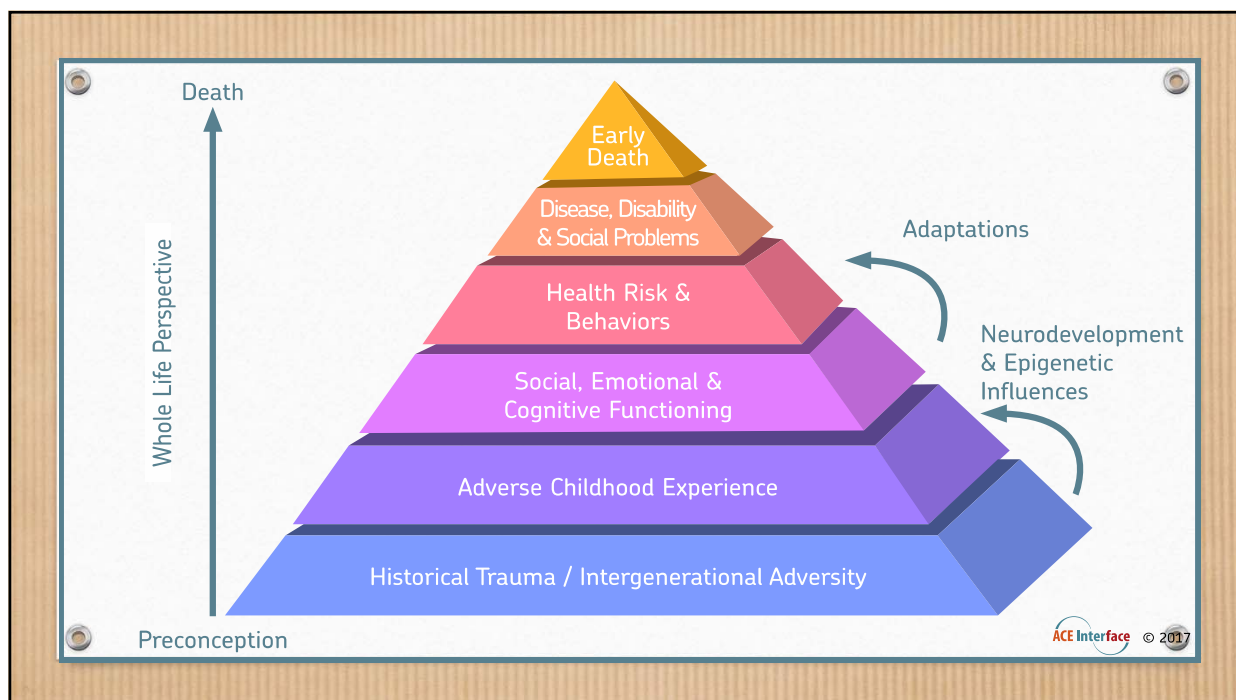 Death
Early
Death
Disease, Disability
& Social Problems
Adaptations
Health Risk &
Behaviors
Neurodevelopment
& Epigenetic
Influences
Social, Emotional &
Cognitive Functioning
Whole Life Perspective
Adverse Childhood Experience
Historical Trauma / Intergenerational Adversity
Preconception
ACE Interface © 2017